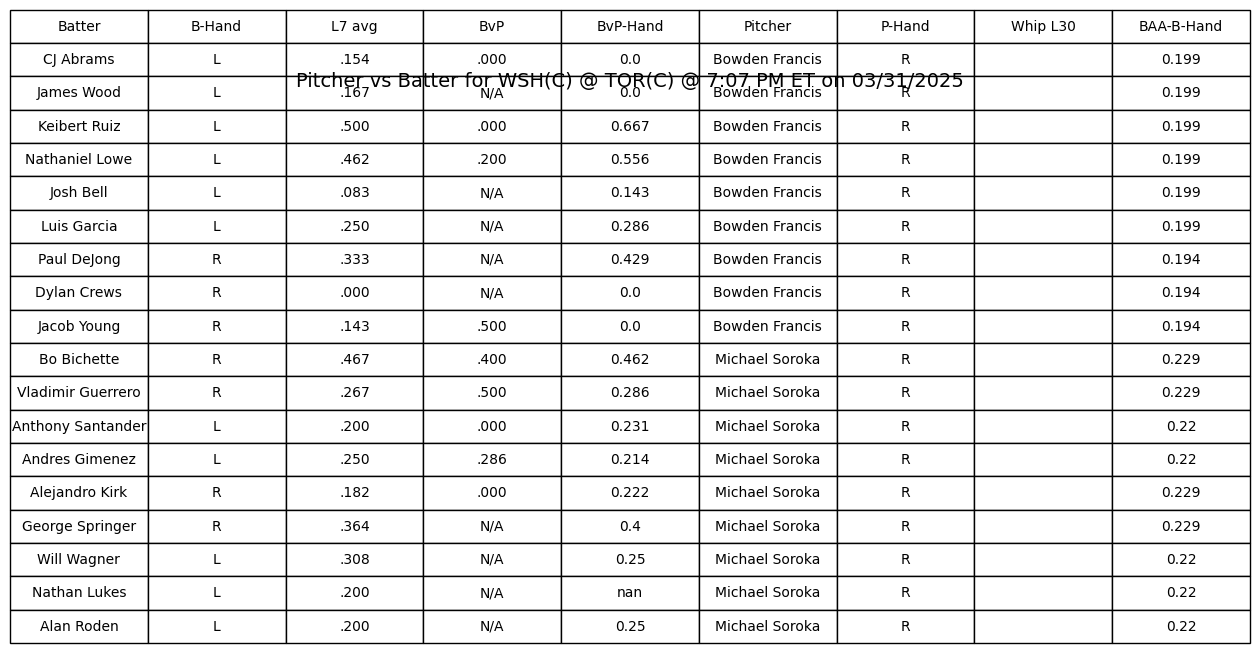 Batter B-Hand L7 avg BvP BvP-Hand Pitcher P-Hand Whip L30 BAA-B-Hand
CJ Abrams L .154 .000 0.0 Bowden Francis R 0.199
Pitcher vs Batter for WSH(C) @ TOR(C) @ 7:07 PM ET on 03/31/2025
James Wood L .167 N/A 0.0 Bowden Francis R 0.199
Keibert Ruiz L .500 .000 0.667 Bowden Francis R 0.199
Nathaniel Lowe L .462 .200 0.556 Bowden Francis R 0.199
Josh Bell L .083 N/A 0.143 Bowden Francis R 0.199
Luis Garcia L .250 N/A 0.286 Bowden Francis R 0.199
Paul DeJong R .333 N/A 0.429 Bowden Francis R 0.194
Dylan Crews R .000 N/A 0.0 Bowden Francis R 0.194
Jacob Young R .143 .500 0.0 Bowden Francis R 0.194
Bo Bichette R .467 .400 0.462 Michael Soroka R 0.229
Vladimir Guerrero R .267 .500 0.286 Michael Soroka R 0.229
Anthony Santander L .200 .000 0.231 Michael Soroka R 0.22
Andres Gimenez L .250 .286 0.214 Michael Soroka R 0.22
Alejandro Kirk R .182 .000 0.222 Michael Soroka R 0.229
George Springer R .364 N/A 0.4 Michael Soroka R 0.229
Will Wagner L .308 N/A 0.25 Michael Soroka R 0.22
Nathan Lukes L .200 N/A nan Michael Soroka R 0.22
Alan Roden L .200 N/A 0.25 Michael Soroka R 0.22